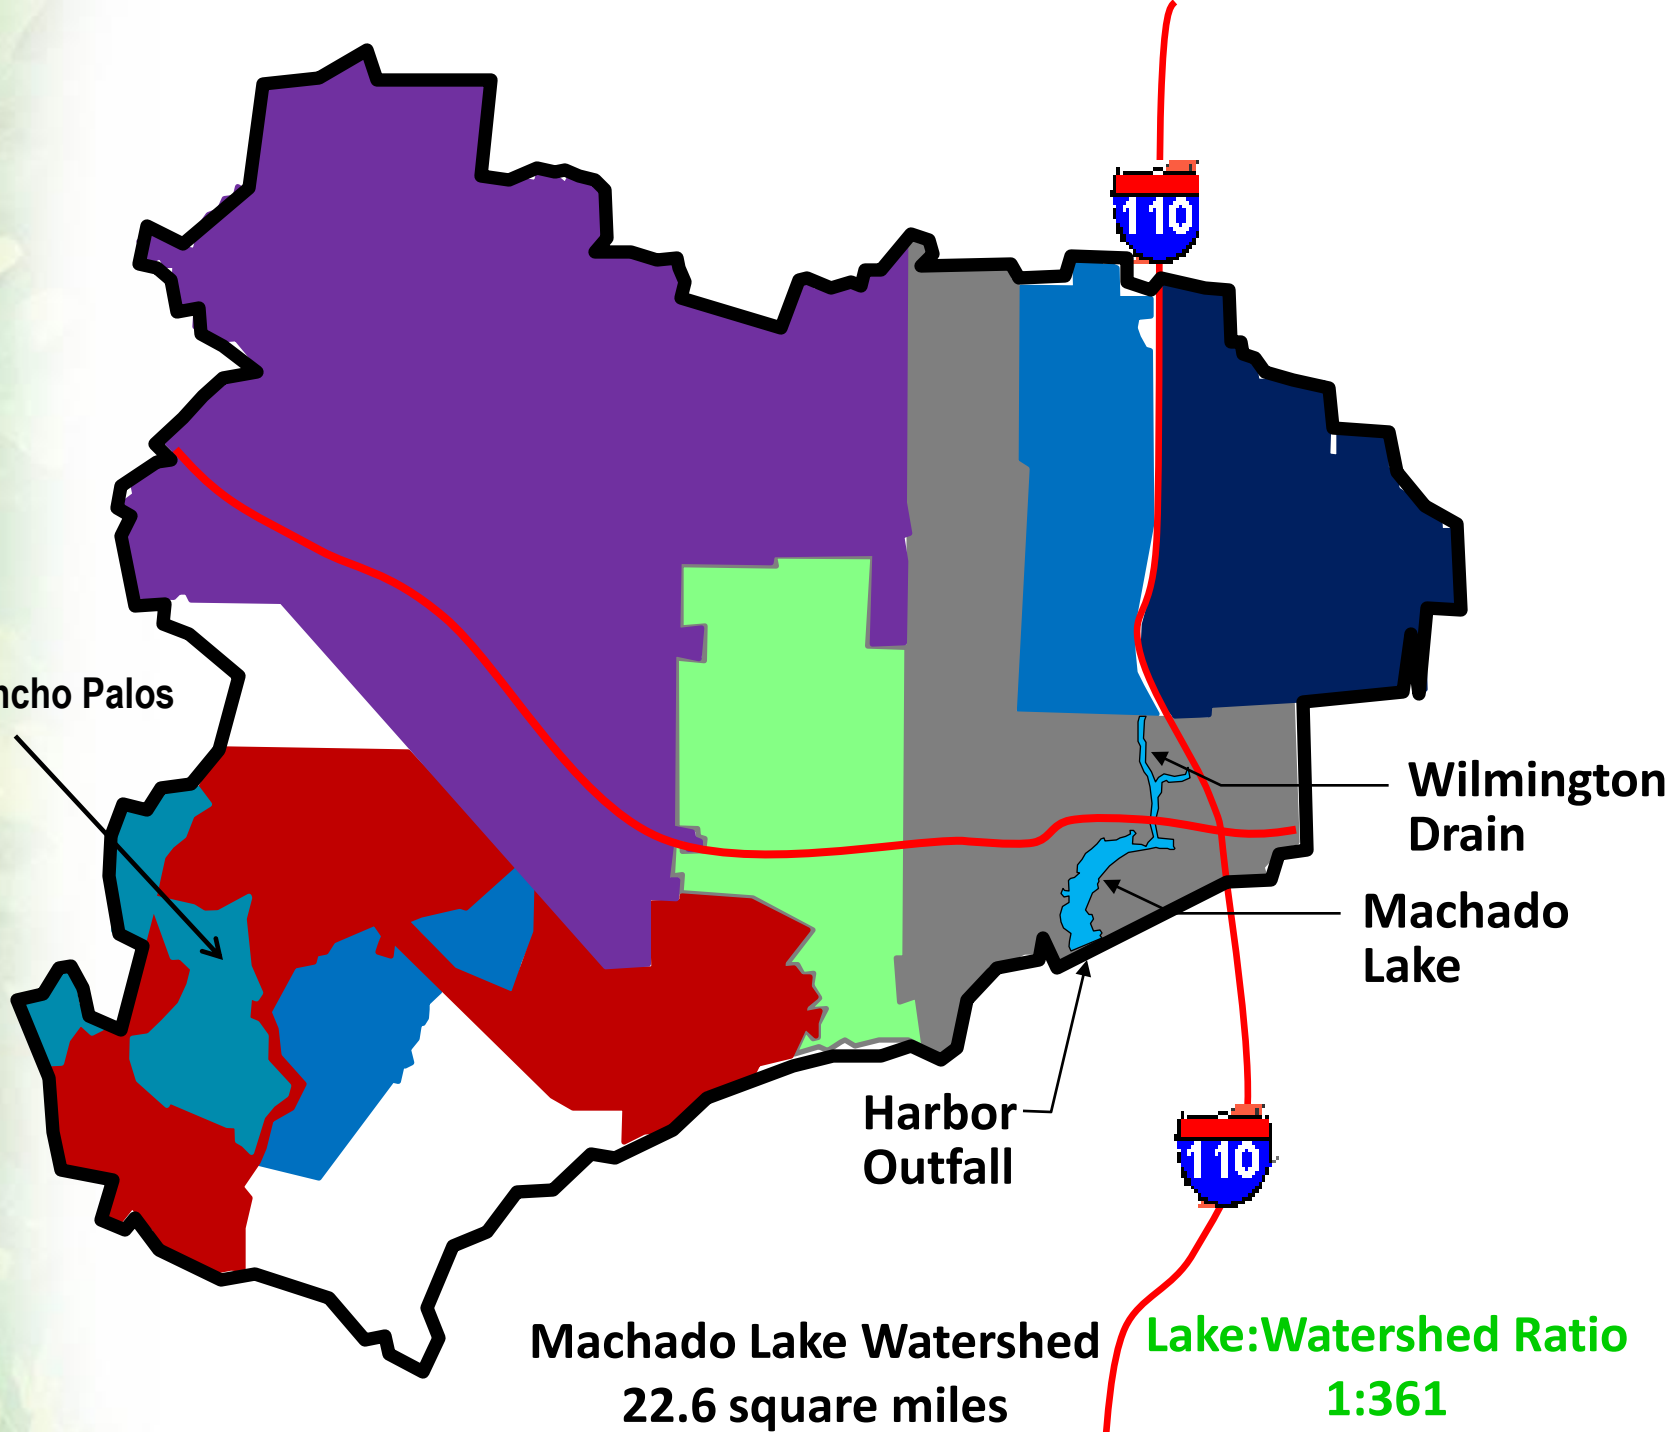 110
ncho Palos
Wilmington
Drain
Machado
Lake
Harbor
Outfall
110
Machado Lake Watershed
22.6 square miles
Lake:Watershed Ratio
1:361